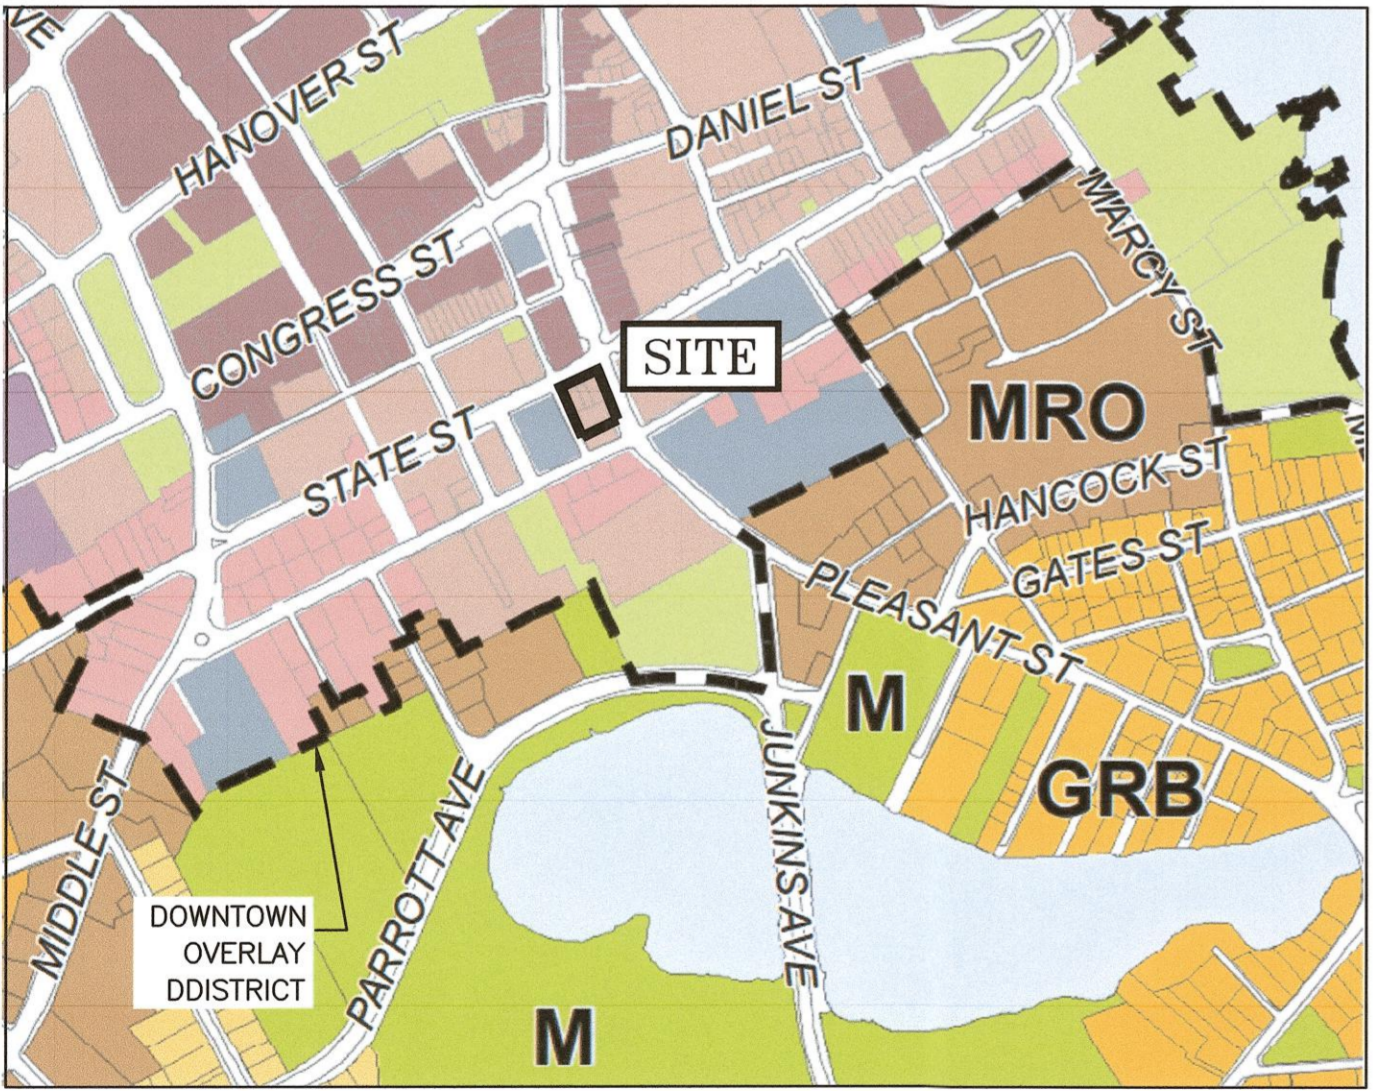 VE
HANOVER ST
DANIEL ST
MARCY ST
CONGRESS ST
SITE
STATE ST
MRO
HANCOCK ST
GATES ST
PLEASANT ST
M
GRB
JUNKINS AVE
MIDDLE ST
PARROTT AVE
DOWNTOWN
OVERLAY
DDISTRICT
M